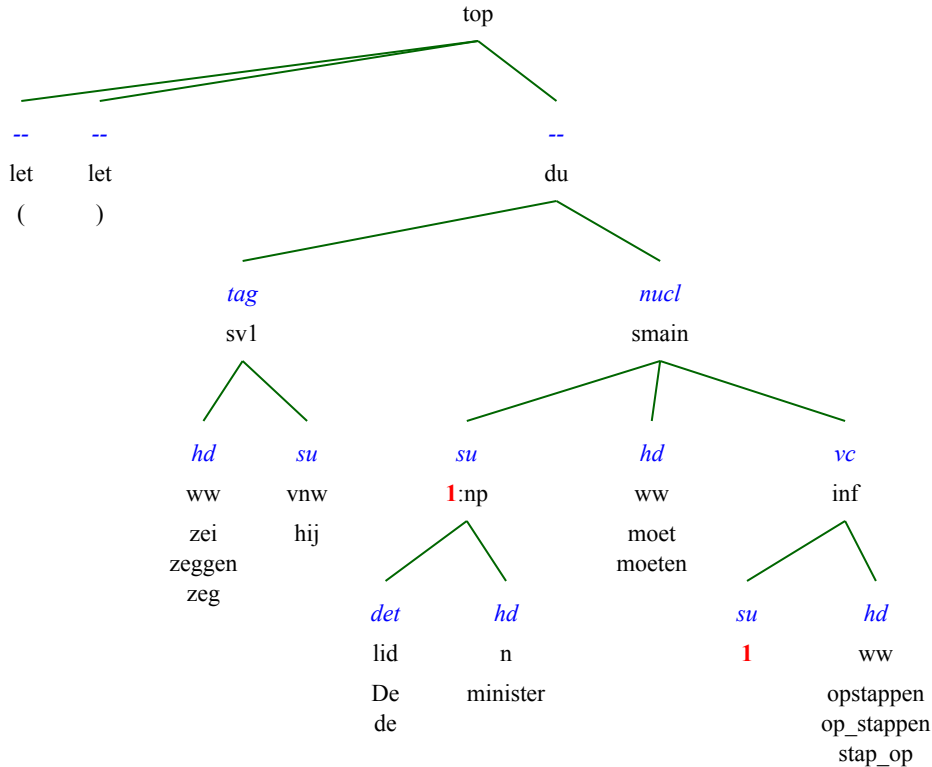 top
-- -- --
let let du
( )
tag nucl
sv1 smain
hd su su hd vc
ww vnw 1:np ww inf
zei hij moet
zeggen moeten
zeg
det hd su hd
lid n 1 ww
De minister opstappen
de op_stappen
stap_op